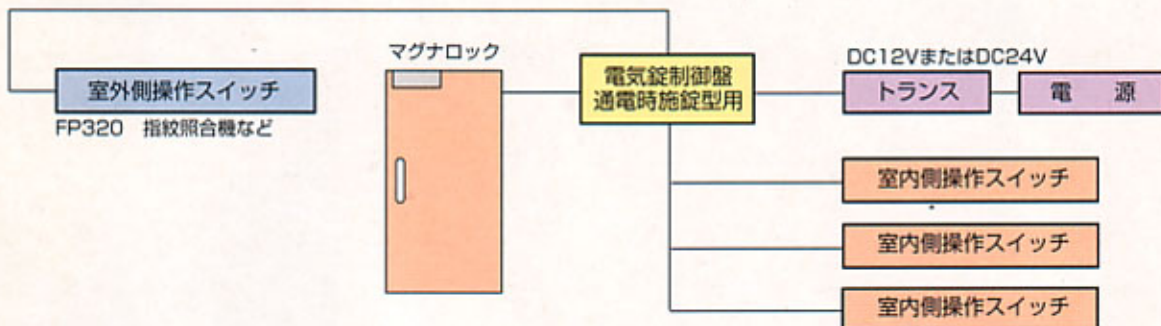 マグナロック
DC12VまたはDC24V
室外側操作スイッチ
電気錠制御盤
通電時施錠型用
トランス
電 源
FP320 指紋照合機など
室内側操作スイッチ
室内側操作スイッチ
室内側操作スイッチ